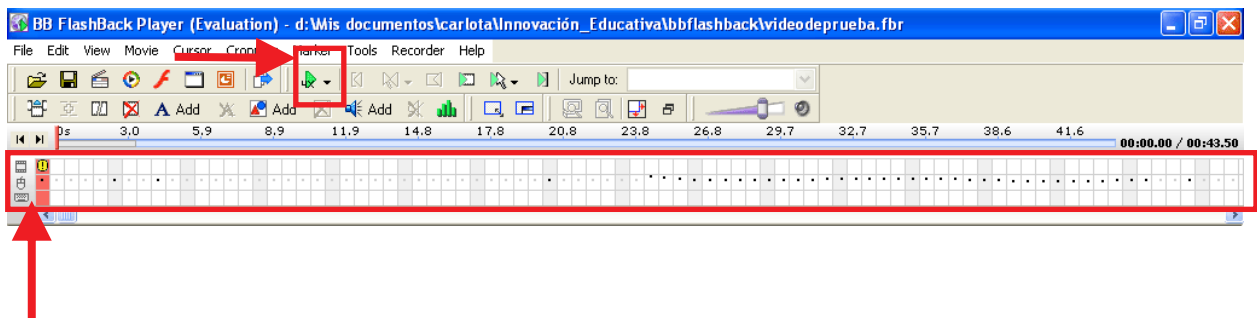 BB FlashBack Player (Evaluation) - d:\Mis documentos\carlota\Innovación_Educativa\bbflashback\videodeprueba.fbr
File Edit View Movie Cursor Marker Tools Recorder Help
Jump to:
Add Add Add
0s 3,0 5,9 8,9 11,9 14,8 17,8 20,8 23,8 26,8 29,7 32,7 35,7 38,6 41,6
00:00.00 / 00:43.50